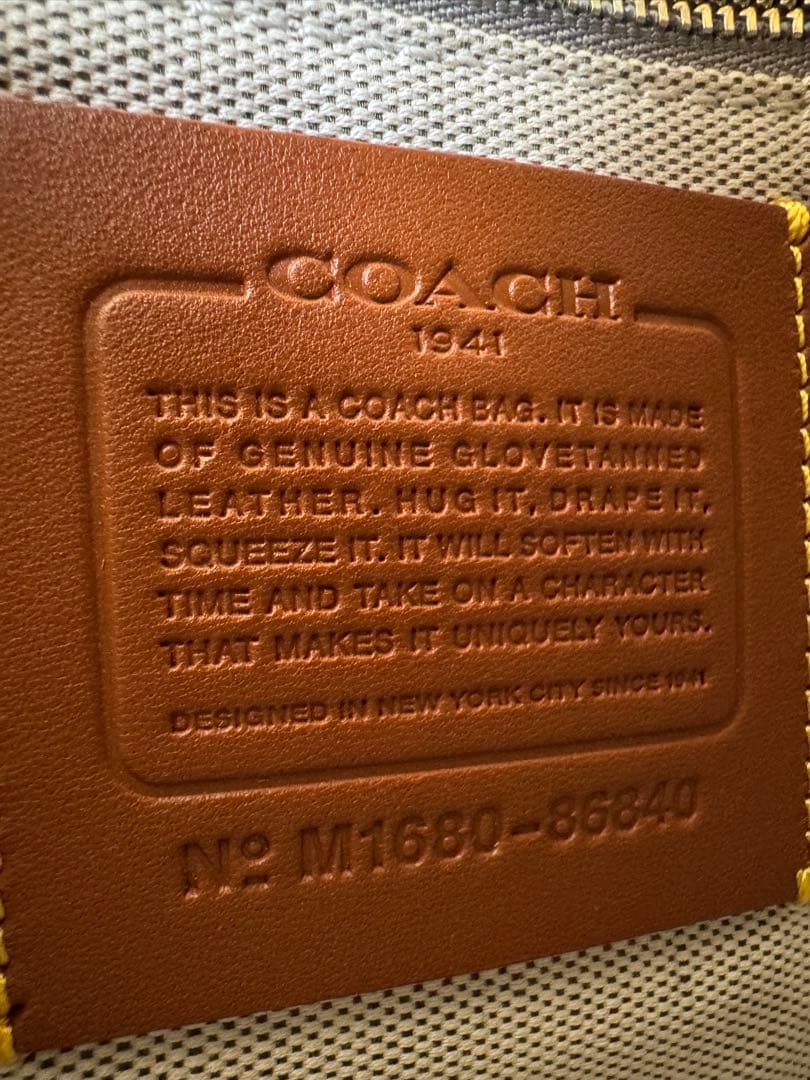 COACH
1941
THIS IS A COACH BAG. IT IS MADE
OF GENUINE GLOVETANNED
LEATHER. HUG IT, DRAPE IT,
SQUEEZE IT. IT WILL SOFTEN WITH
TIME AND TAKE ON A CHARACTER
THAT MAKES IT UNIQUELY YOURS.
DESIGNED IN NEW YORK CITY SINCE 1941
Nº M1680-86840